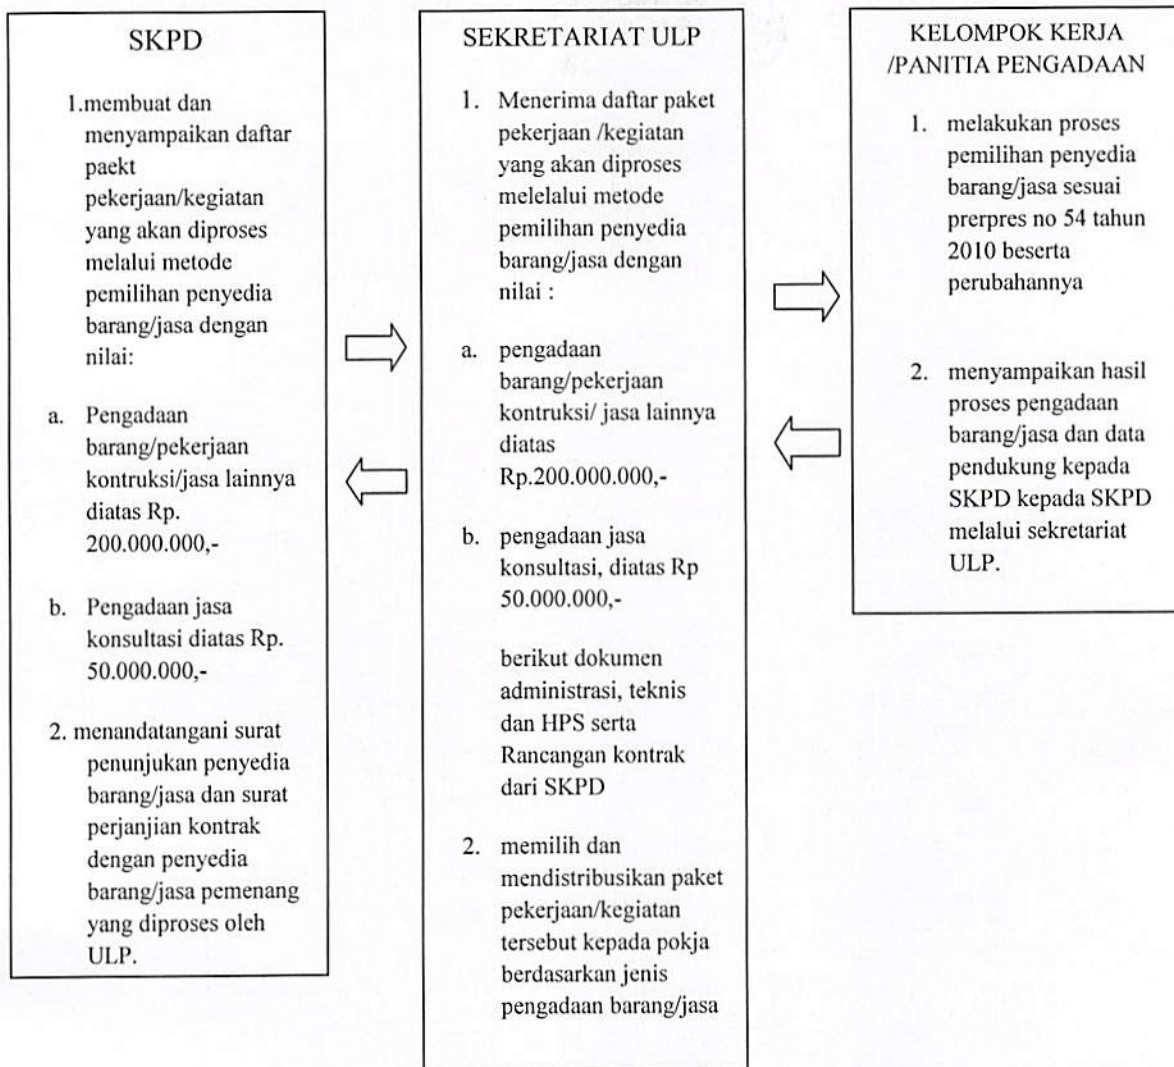 SKPD
1.membuat dan
menyampaikan daftar
paekt
pekerjaan/kegiatan
yang akan diproses
melalui metode
pemilihan penyedia
barang/jasa dengan
nilai:
a. Pengadaan
barang/pekerjaan
kontruksi/jasa lainnya
diatas Rp.
200.000.000,-
b. Pengadaan jasa
konsultasi diatas Rp.
50.000.000,-
2. menandatangani surat
penunjukan penyedia
barang/jasa dan surat
perjanjian kontrak
dengan penyedia
barang/jasa pemenang
yang diproses oleh
ULP.
SEKRETARIAT ULP
1. Menerima daftar paket
pekerjaan /kegiatan
yang akan diproses
melelalui metode
pemilihan penyedia
barang/jasa dengan
nilai :
a. pengadaan
barang/pekerjaan
kontruksi/ jasa lainnya
diatas
Rp.200.000.000,-
b. pengadaan jasa
konsultasi, diatas Rp
50.000.000,-
berikut dokumen
administrasi, teknis
dan HPS serta
Rancangan kontrak
dari SKPD
2. memilih dan
mendistribusikan paket
pekerjaan/kegiatan
tersebut kepada pokja
berdasarkan jenis
pengadaan barang/jasa
KELOMPOK KERJA
/PANITIA PENGADAAN
1. melakukan proses
pemilihan penyedia
barang/jasa sesuai
prerpres no 54 tahun
2010 beserta
perubahannya
2. menyampaikan hasil
proses pengadaan
barang/jasa dan data
pendukung kepada
SKPD kepada SKPD
melalui sekretariat
ULP.